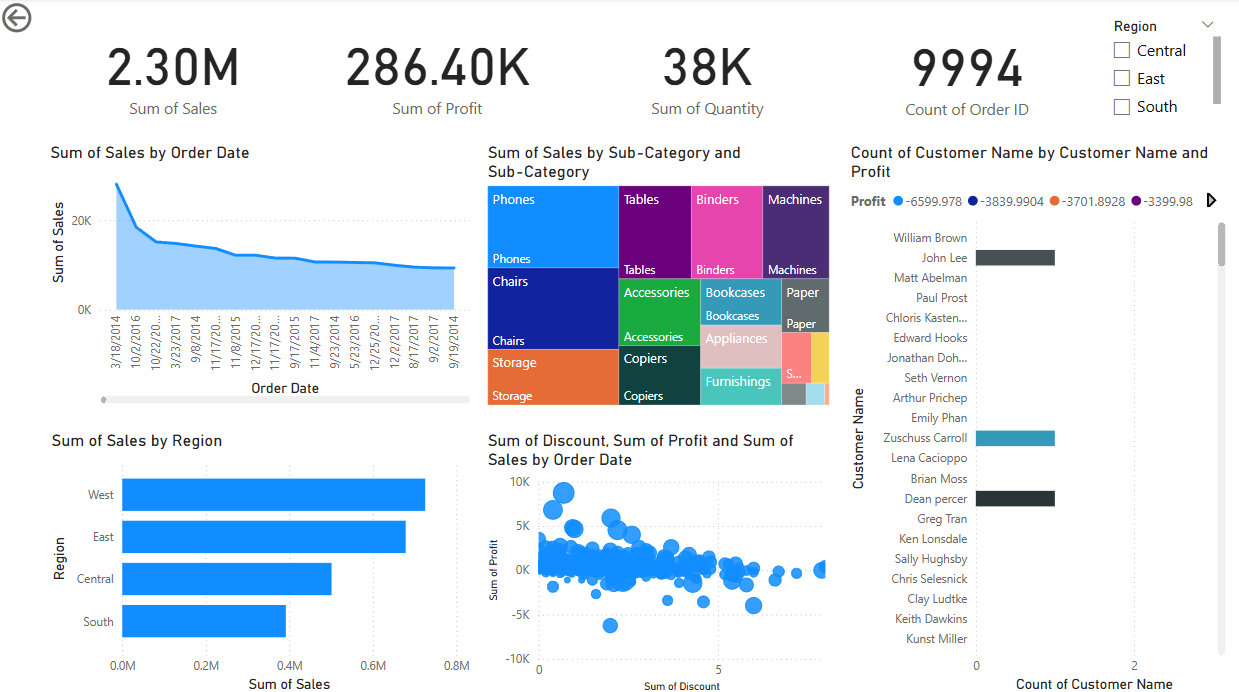 2.30M
Sum of Sales
286.40K
Sum of Profit
38K
Sum of Quantity
9994
Count of Order ID
Region
Central
East
South
Sum of Sales by Order Date
Sum of Sales
20K
0K
3/18/2014
10/2/2016
10/22/20...
3/23/2017
9/8/2014
11/17/20...
11/8/2015
12/17/20...
11/17/20...
9/17/2015
11/4/2017
9/23/2014
5/23/2016
12/25/20...
12/2/2017
8/17/2017
9/2/2017
9/19/2014
Order Date
Sum of Sales by Sub-Category and
Sub-Category
Phones
Phones
Chairs
Chairs
Storage
Storage
Tables
Tables
Binders
Binders
Machines
Machines
Accessories
Accessories
Copiers
Copiers
Bookcases
Bookcases
Appliances
Furnishings
Paper
Paper
S...
Count of Customer Name by Customer Name and
Profit
Profit -6599.978 -3839.9904 -3701.8928 -3399.98
Customer Name
William Brown
John Lee
Matt Abelman
Paul Prost
Chloris Kasten...
Edward Hooks
Jonathan Doh...
Seth Vernon
Arthur Prichep
Emily Phan
Zuschuss Carroll
Lena Cacioppo
Brian Moss
Dean percer
Greg Tran
Ken Lonsdale
Sally Hughsby
Chris Selesnick
Clay Ludtke
Keith Dawkins
Kunst Miller
0 2
Count of Customer Name
Sum of Sales by Region
Region
West
East
Central
South
0.0M 0.2M 0.4M 0.6M 0.8M
Sum of Sales
Sum of Discount, Sum of Profit and Sum of
Sales by Order Date
Sum of Profit
10K
5K
0K
-5K
-10K
0 5
Sum of Discount